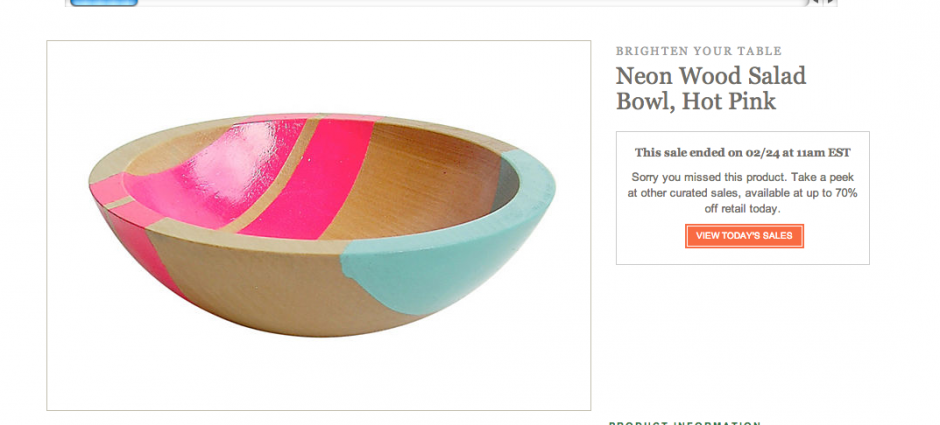 BRIGHTEN YOUR TABLE
Neon Wood Salad
Bowl, Hot Pink
This sale ended on 02/24 at 11am EST
Sorry you missed this product. Take a peek
at other curated sales, available at up to 70%
off retail today.
VIEW TODAY'S SALES
PRODUCT INFORMATION